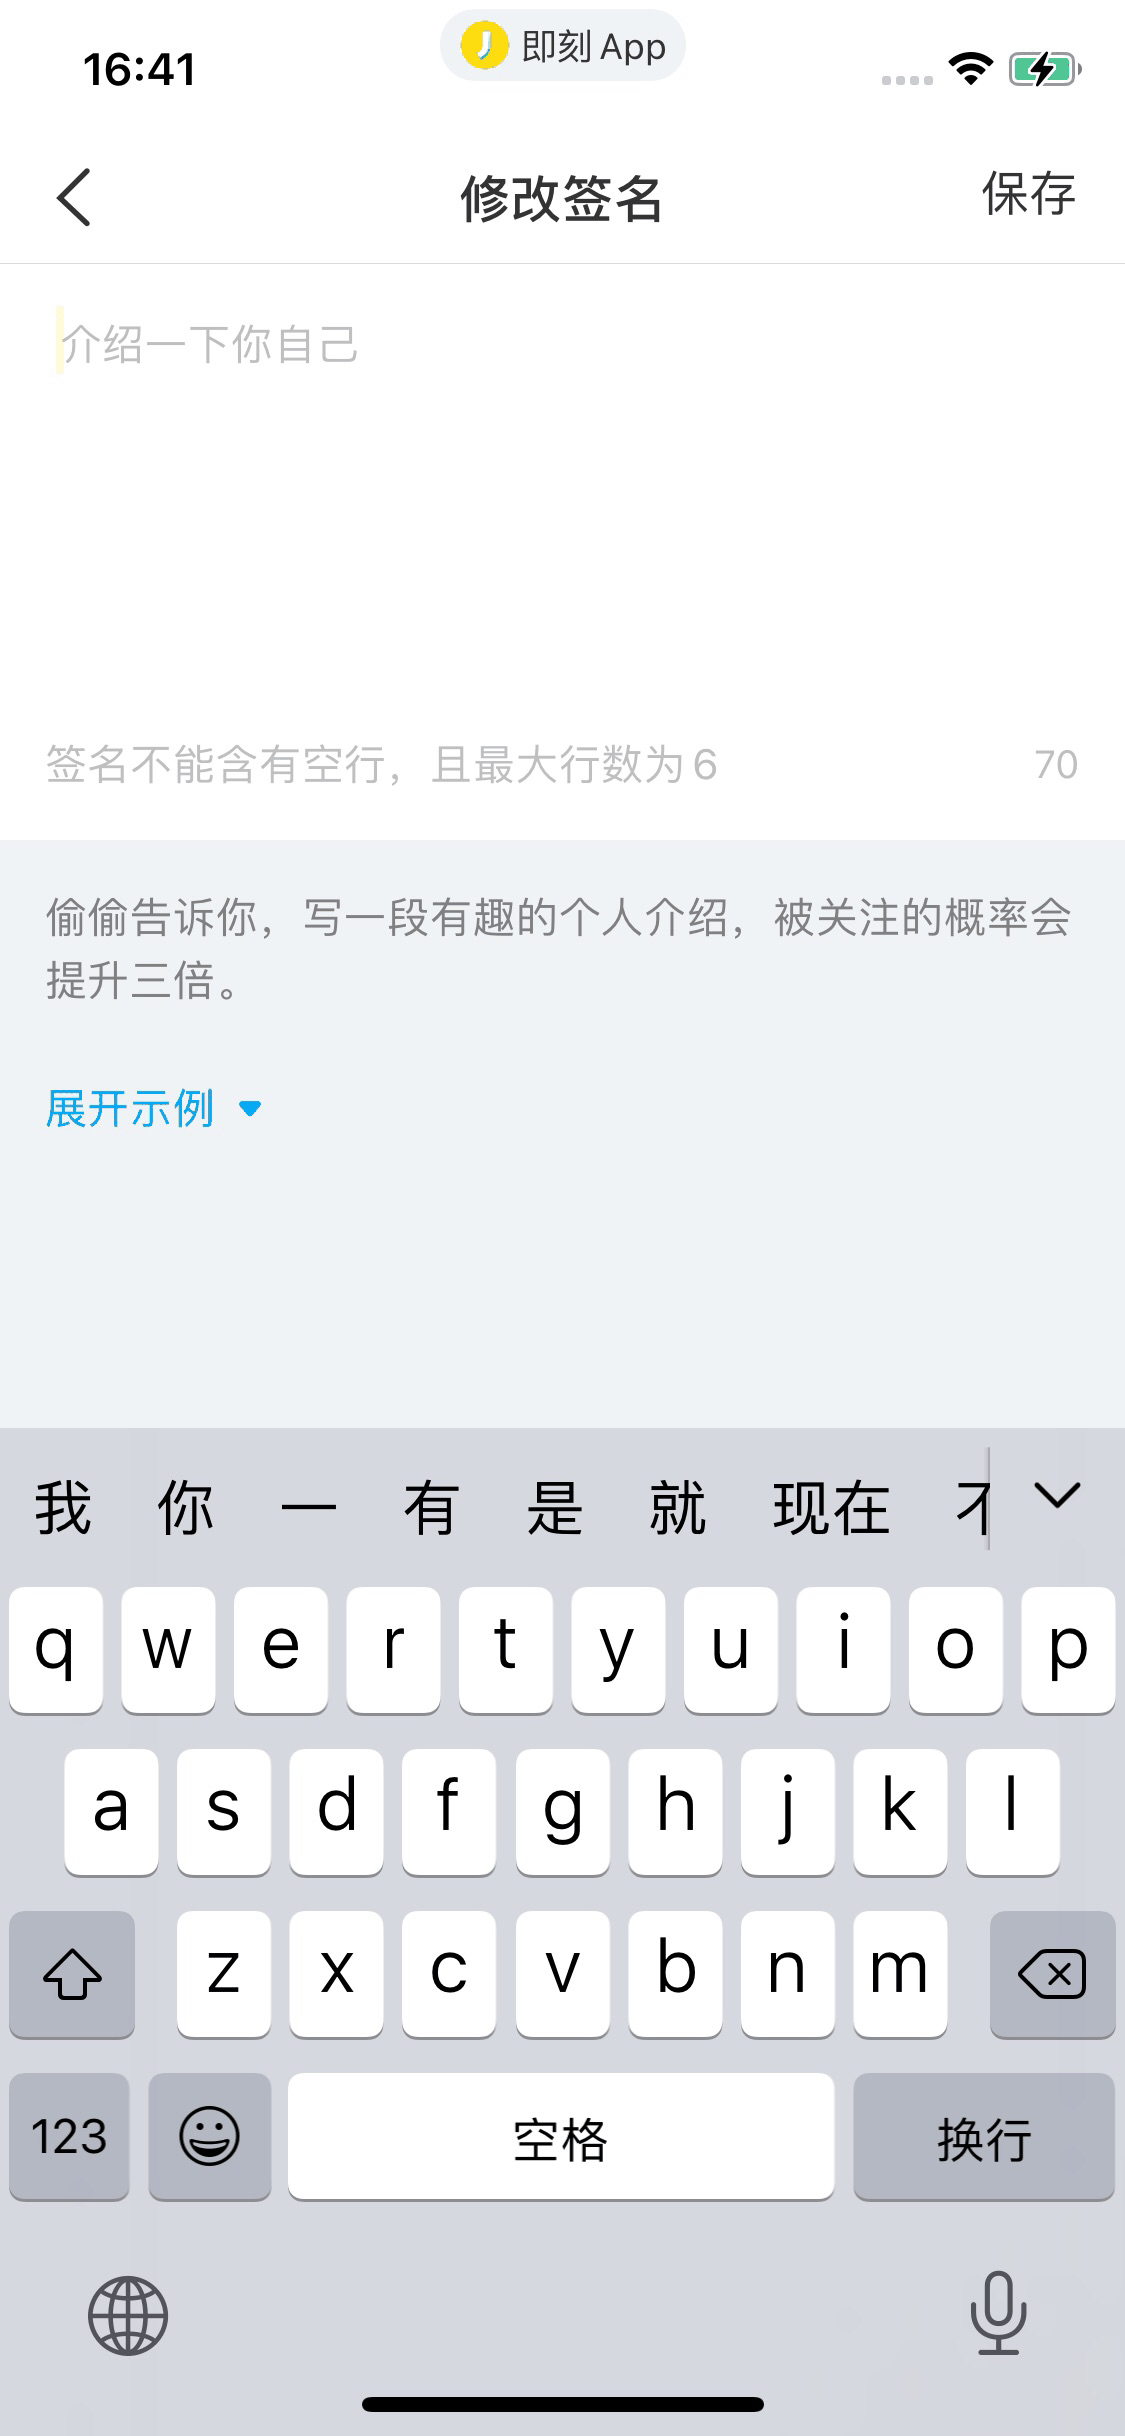 16:41
即刻 App
修改签名
保存
介绍一下你自己
签名不能含有空行，且最大行数为 6
70
偷偷告诉你，写一段有趣的个人介绍，被关注的概率会
提升三倍。
展开示例
我 你 一 有 是 就 现在
q w e r t y u i o p
a s d f g h j k l
z x c v b n m
123 空格 换行